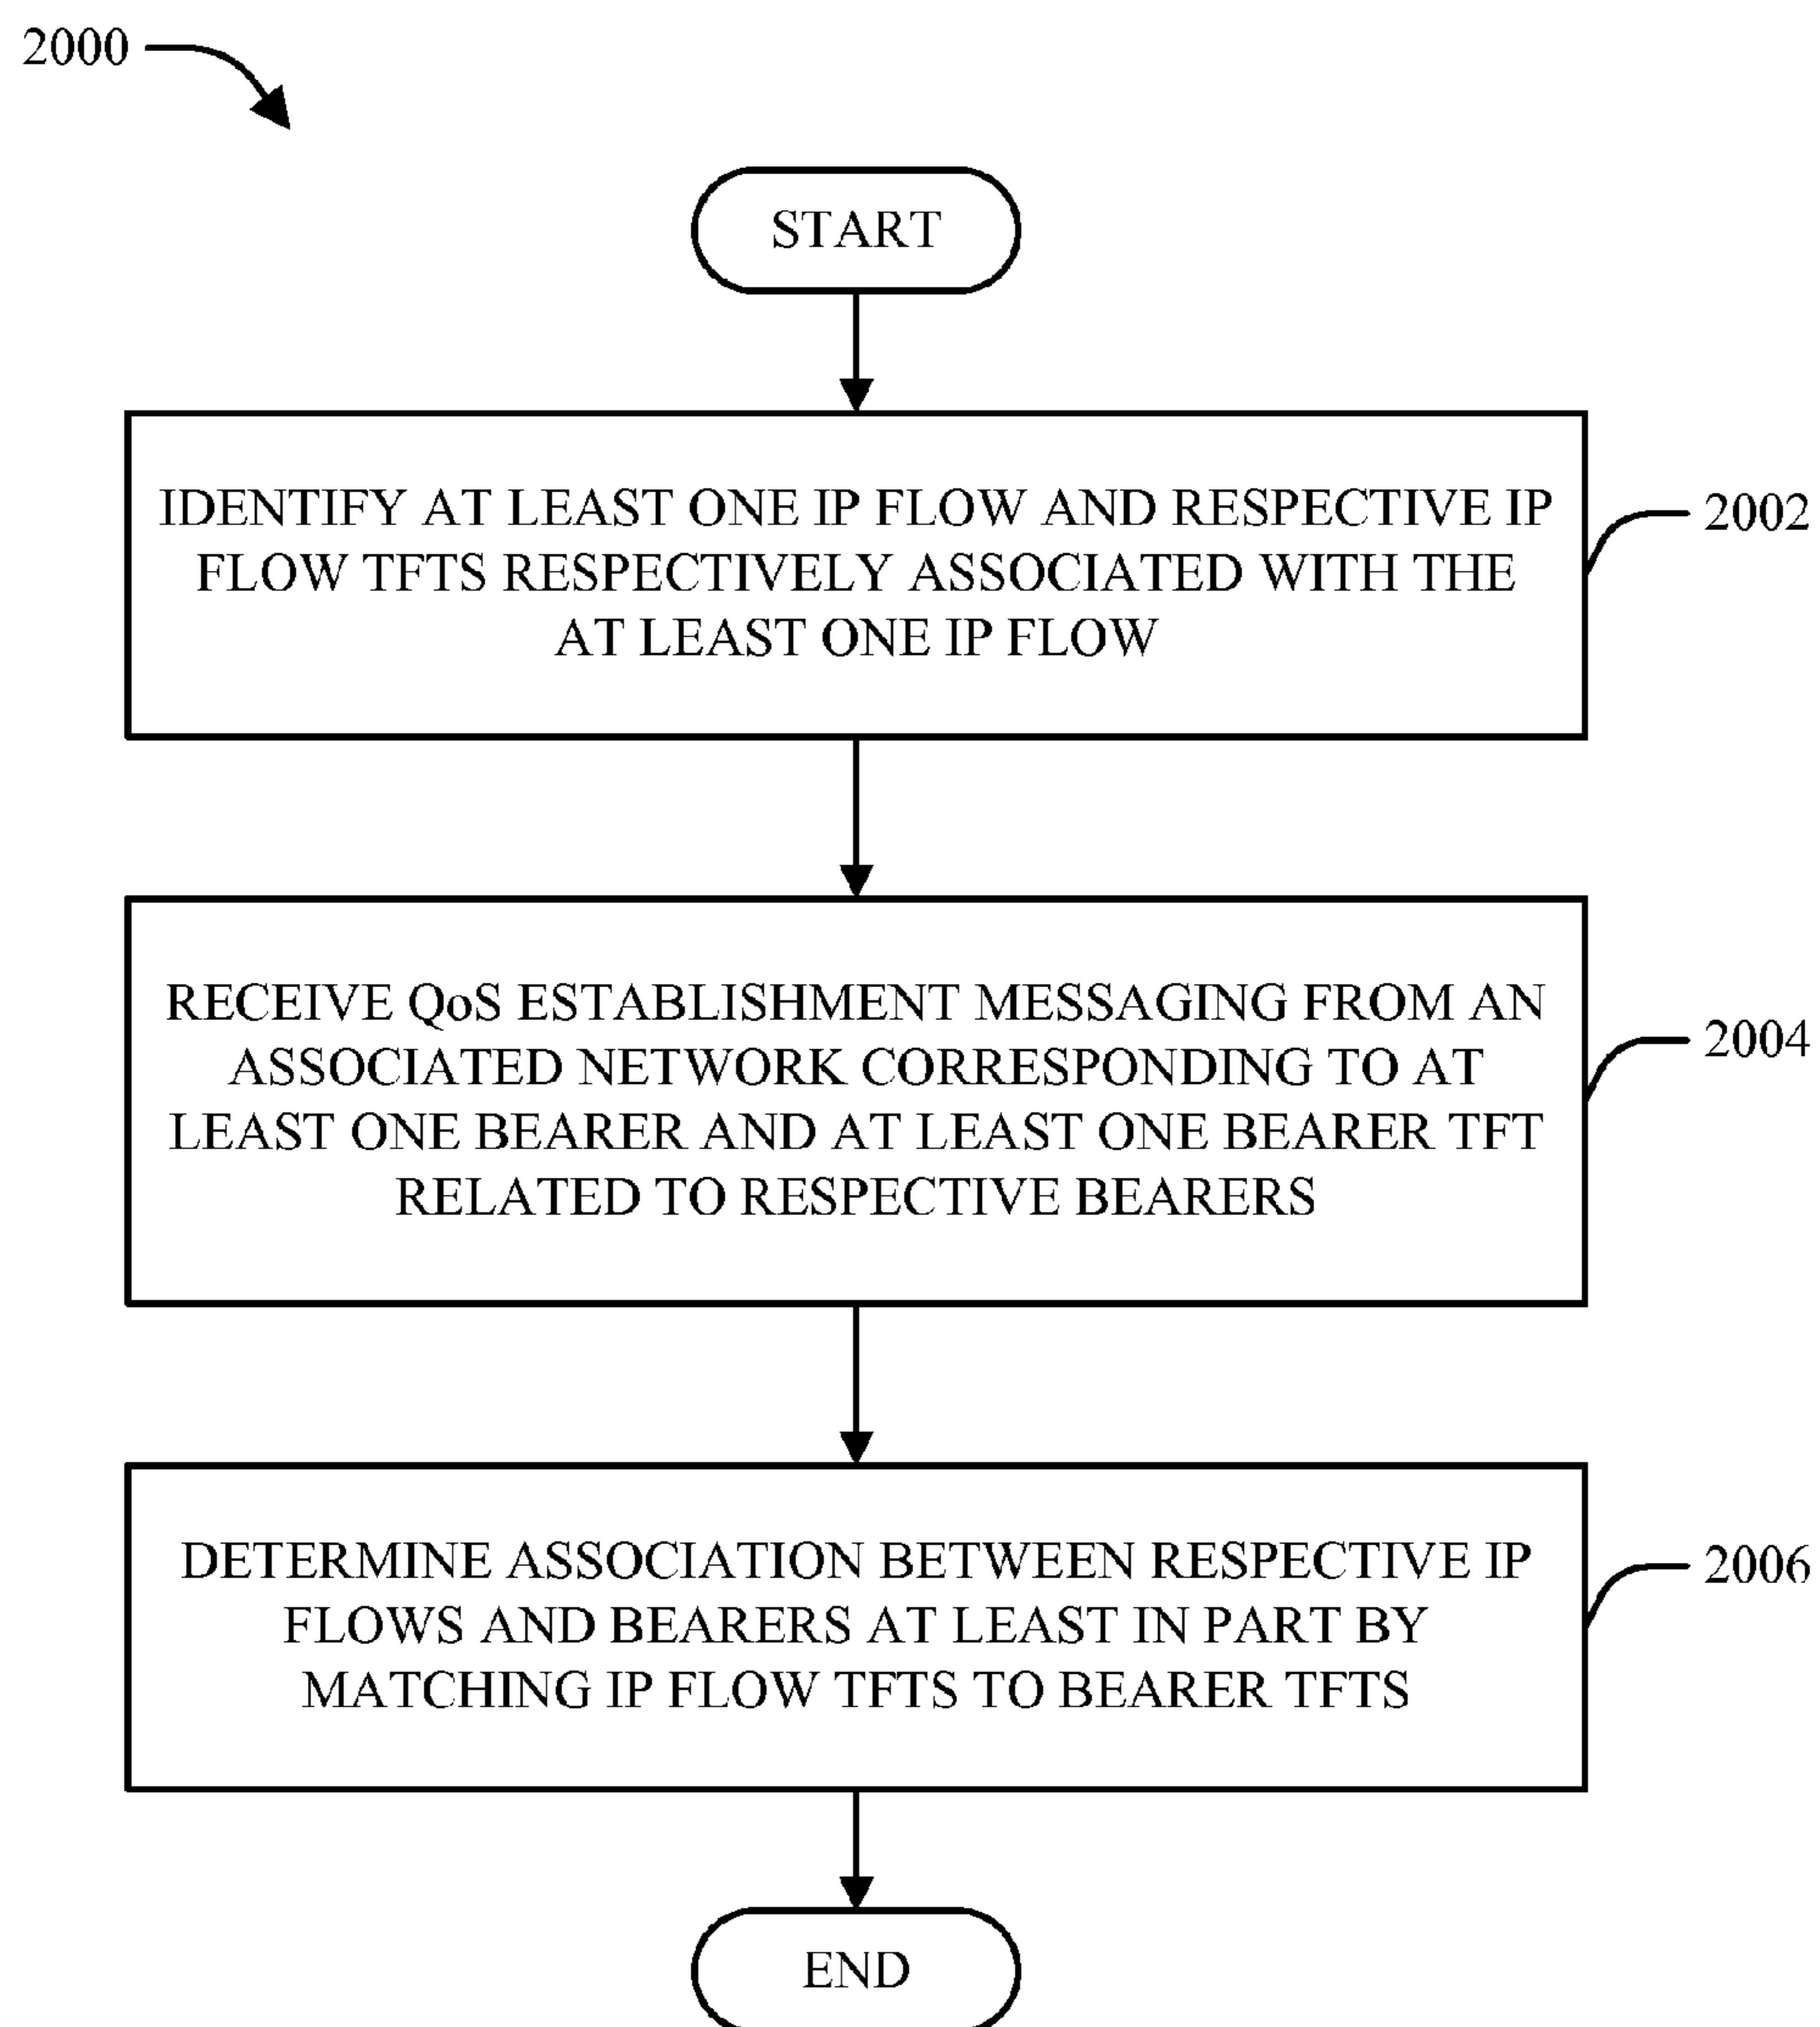 2000
START
IDENTIFY AT LEAST ONE IP FLOW AND RESPECTIVE IP
FLOW TFTS RESPECTIVELY ASSOCIATED WITH THE
AT LEAST ONE IP FLOW
2002
RECEIVE QoS ESTABLISHMENT MESSAGING FROM AN
ASSOCIATED NETWORK CORRESPONDING TO AT
LEAST ONE BEARER AND AT LEAST ONE BEARER TFT
RELATED TO RESPECTIVE BEARERS
2004
DETERMINE ASSOCIATION BETWEEN RESPECTIVE IP
FLOWS AND BEARERS AT LEAST IN PART BY
MATCHING IP FLOW TFTS TO BEARER TFTS
2006
END